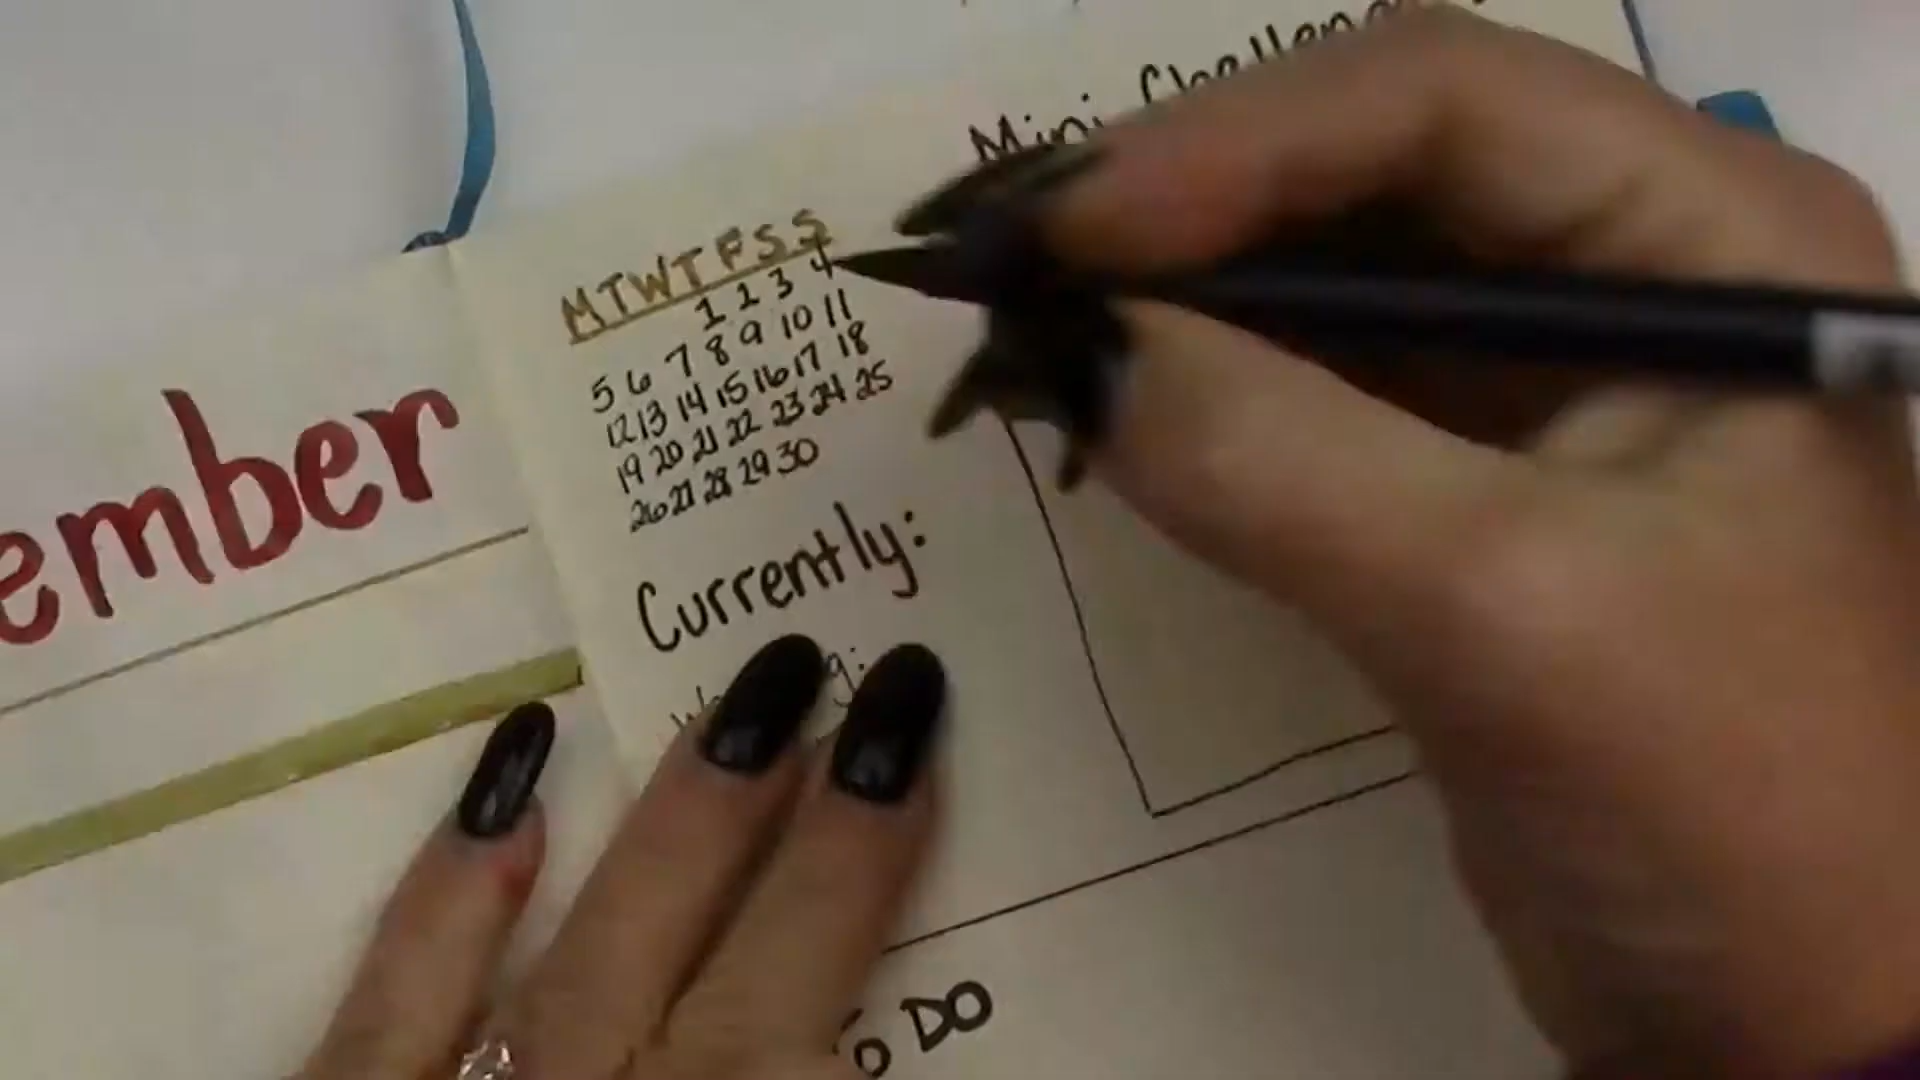 ember
Mini
MTWTFSS
1 2 3 4
5 6 7 8 9 10 11
12 13 14 15 16 17 18
19 20 21 22 23 24 25
26 27 28 29 30
Currently:
DO